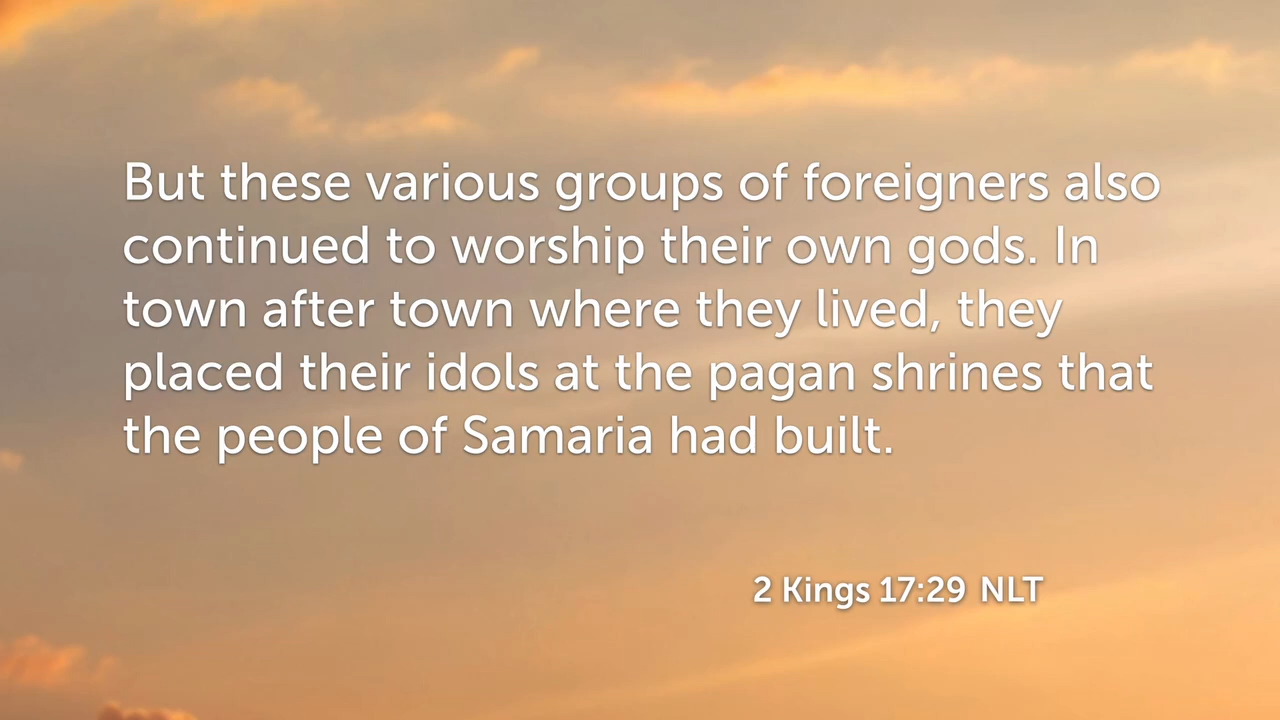 But these various groups of foreigners also
continued to worship their own gods. In
town after town where they lived, they
placed their idols at the pagan shrines that
the people of Samaria had built.
2 Kings 17:29 NLT